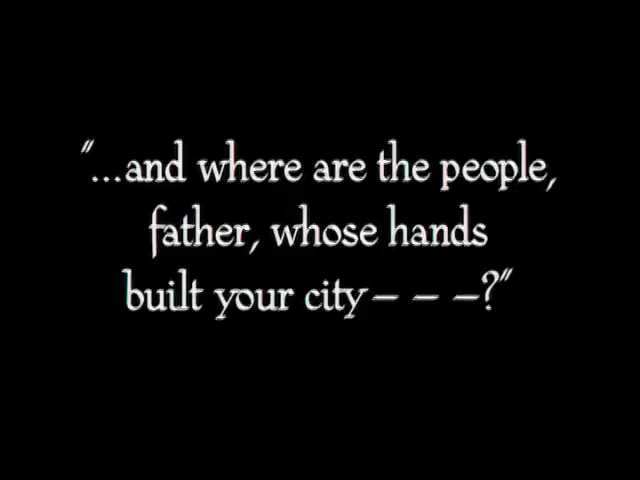 "...and where are the people,
father, whose hands
built your city– – –?"